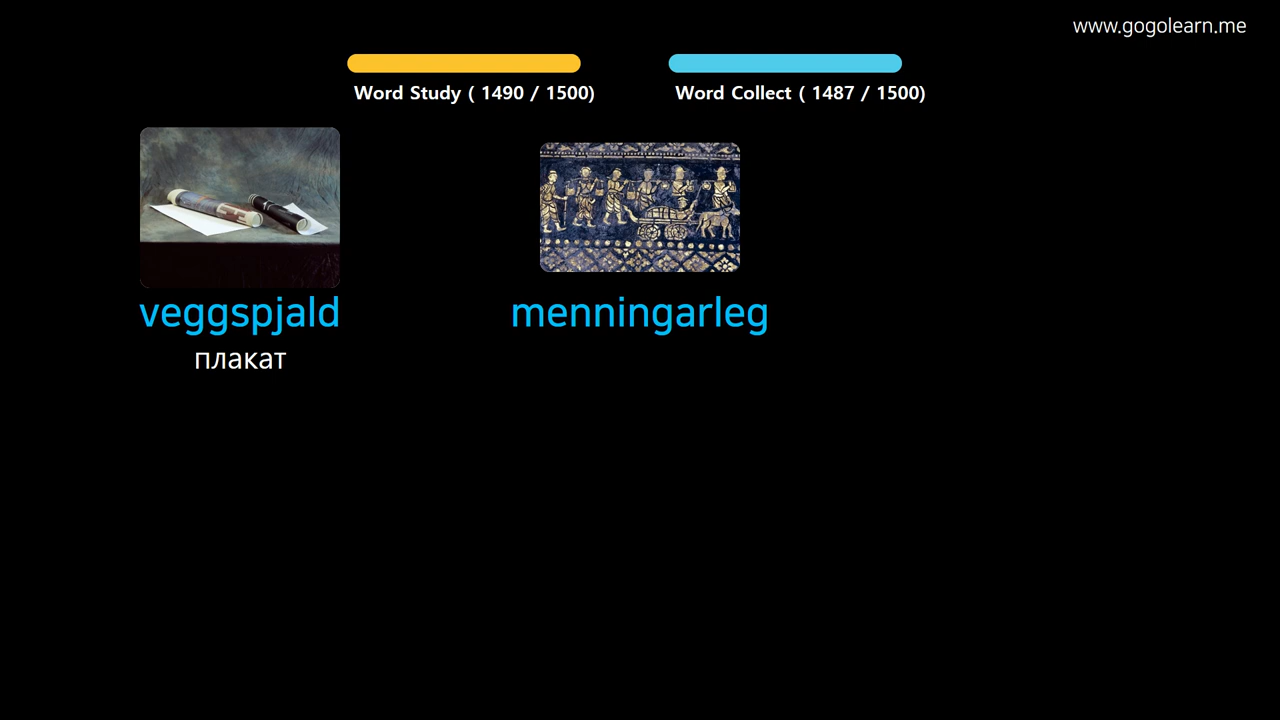 www.gogolearn.me
Word Study ( 1490 / 1500)
Word Collect ( 1487 / 1500)
veggspjald
menningarleg
плакат